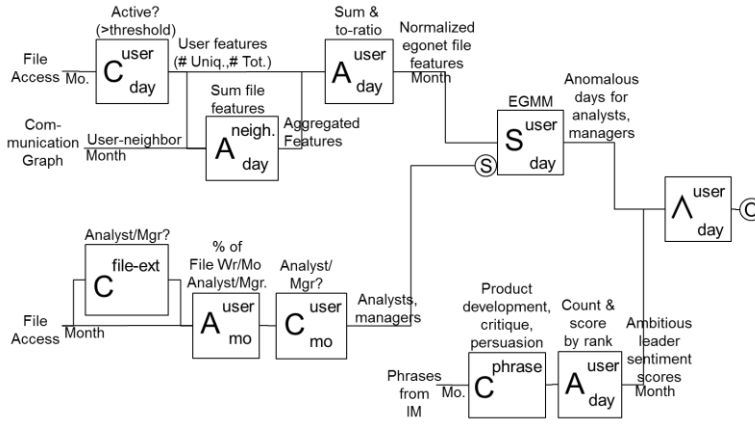 Active?
(>threshold)
File
Access
Mo.
C
user
day
User features
(# Uniq.,# Tot.)
Sum &
to-ratio
A
user
day
Normalized
egonet file
features
Month
Com-
munication
Graph
User-neighbor
Month
Sum file
features
A
neigh.
day
Aggregated
Features
EGMM
S
user
day
S
Anomalous
days for
analysts,
managers
∧
user
day
O
Analyst/Mgr?
C
file-ext
File
Access
Month
% of
File Wr/Mo
Analyst/Mgr.
A
user
mo
Analyst/
Mgr?
C
user
mo
Analysts,
managers
Product
development,
critique,
persuasion
Phrases
from
IM
Mo.
C
phrase
Count &
score
by rank
A
user
day
Ambitious
leader
sentiment
scores
Month